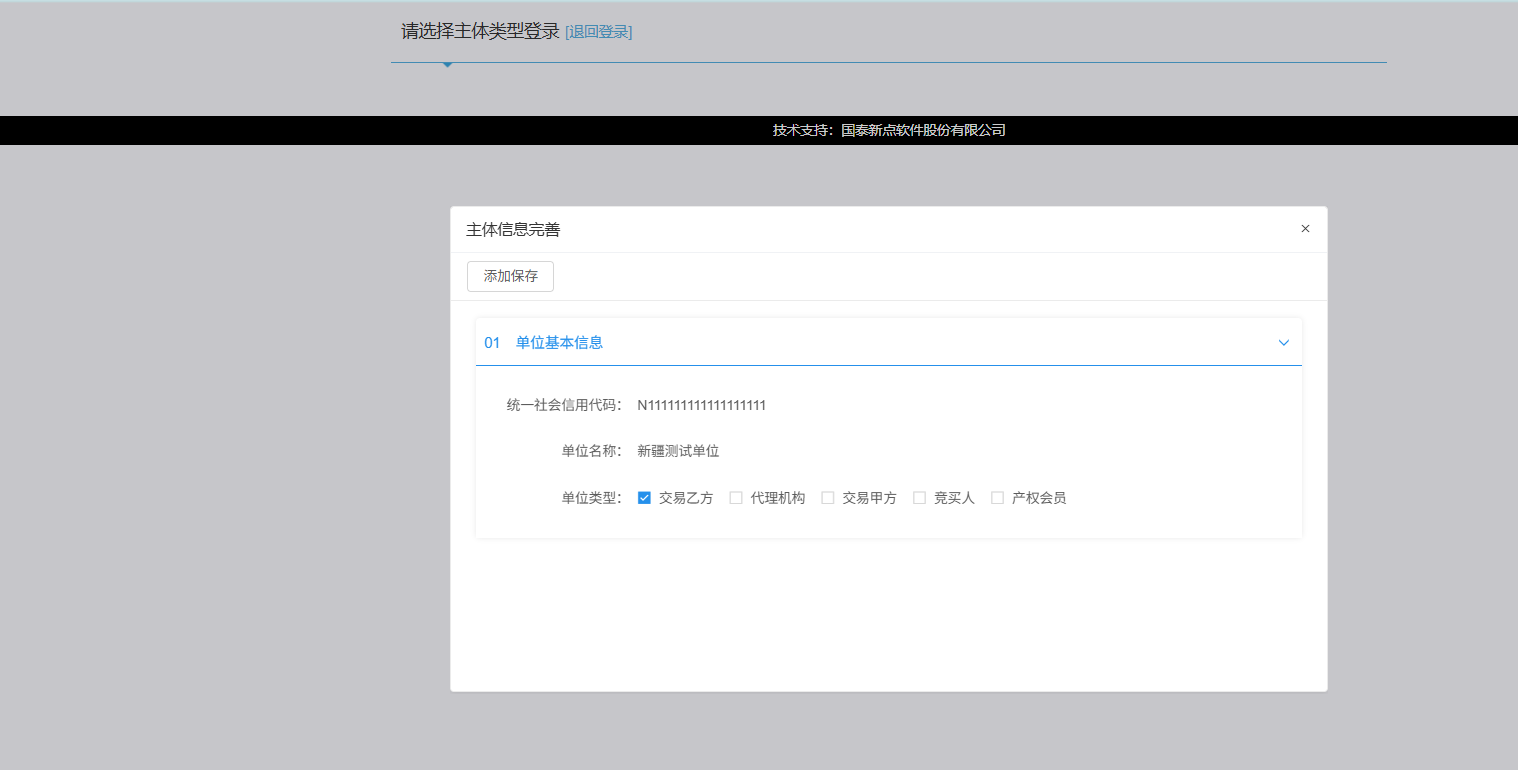 请选择主体类型登录 [退回登录]
技术支持：国泰新点软件股份有限公司
主体信息完善 ×
添加保存
01 单位基本信息
统一社会信用代码： N111111111111111111
单位名称： 新疆测试单位
单位类型： 交易乙方 代理机构 交易甲方 竞买人 产权会员